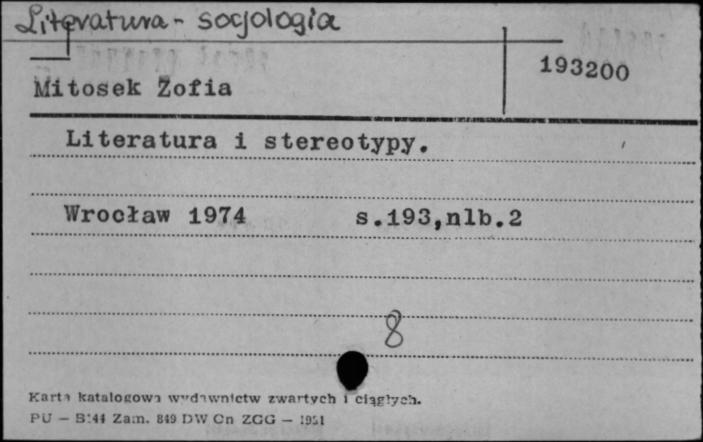 Literatura - socjologia
193200
Mitosek Zofia
Literatura i stereotypy.
Wrocław 1974 s.193,nlb.2
8
Karta katalogowa wydawnictw zwartych i ciągłych.
PU — B144 Zam. 849 DW Cn ZGG — 1951